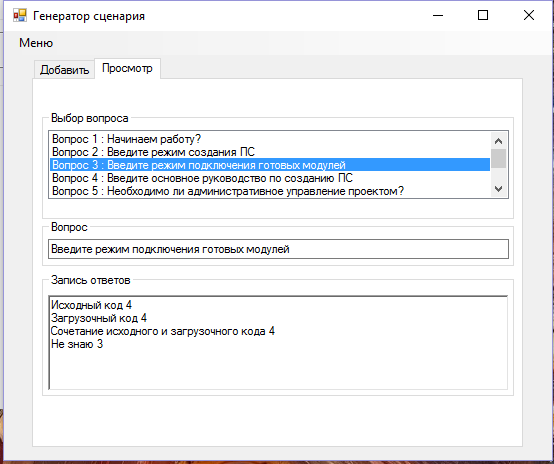 Генератор сценария
Меню
Добавить
Просмотр
Выбор вопроса
Вопрос 1 : Начинаем работу?
Вопрос 2 : Введите режим создания ПС
Вопрос 3 : Введите режим подключения готовых модулей
Вопрос 4 : Введите основное руководство по созданию ПС
Вопрос 5 : Необходимо ли административное управление проектом?
Вопрос
Введите режим подключения готовых модулей
Запись ответов
Исходный код 4
Загрузочный код 4
Сочетание исходного и загрузочного кода 4
Не знаю 3